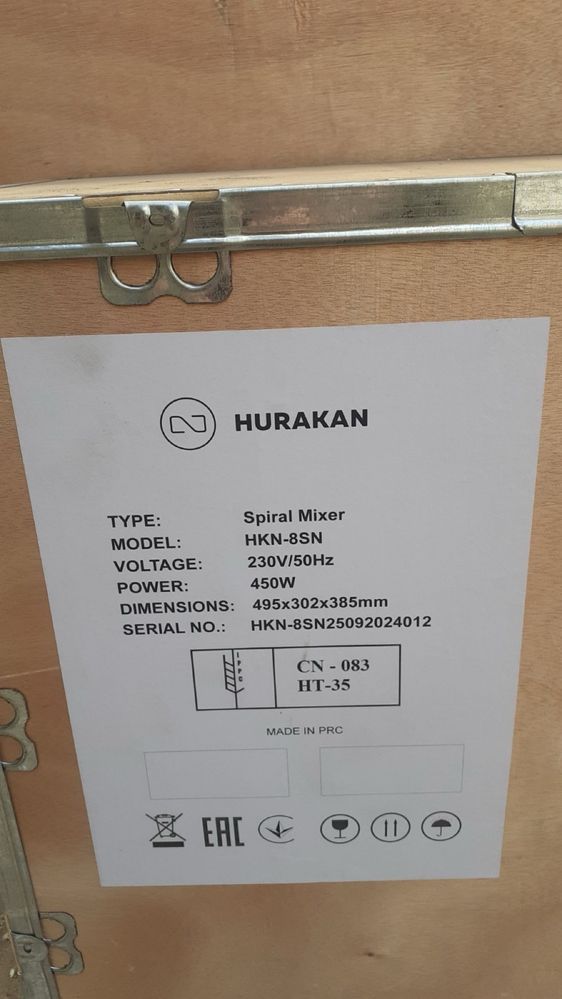 HURAKAN
TYPE: Spiral Mixer
MODEL: HKN-8SN
VOLTAGE: 230V/50Hz
POWER: 450W
DIMENSIONS: 495x302x385mm
SERIAL NO.: HKN-8SN25092024012
IPPC
CN - 083
HT-35
MADE IN PRC
EAC